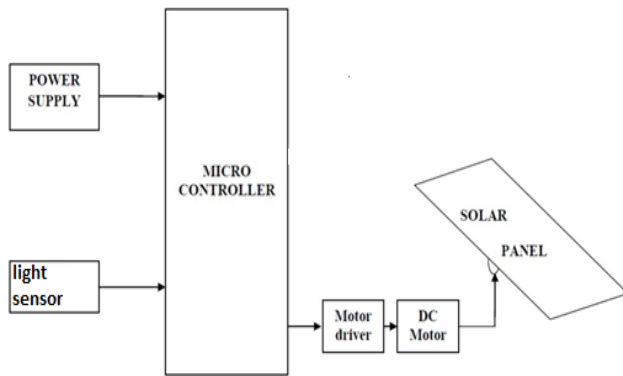 POWER
SUPPLY
MICRO
CONTROLLER
SOLAR
PANEL
light
sensor
Motor
driver
DC
Motor